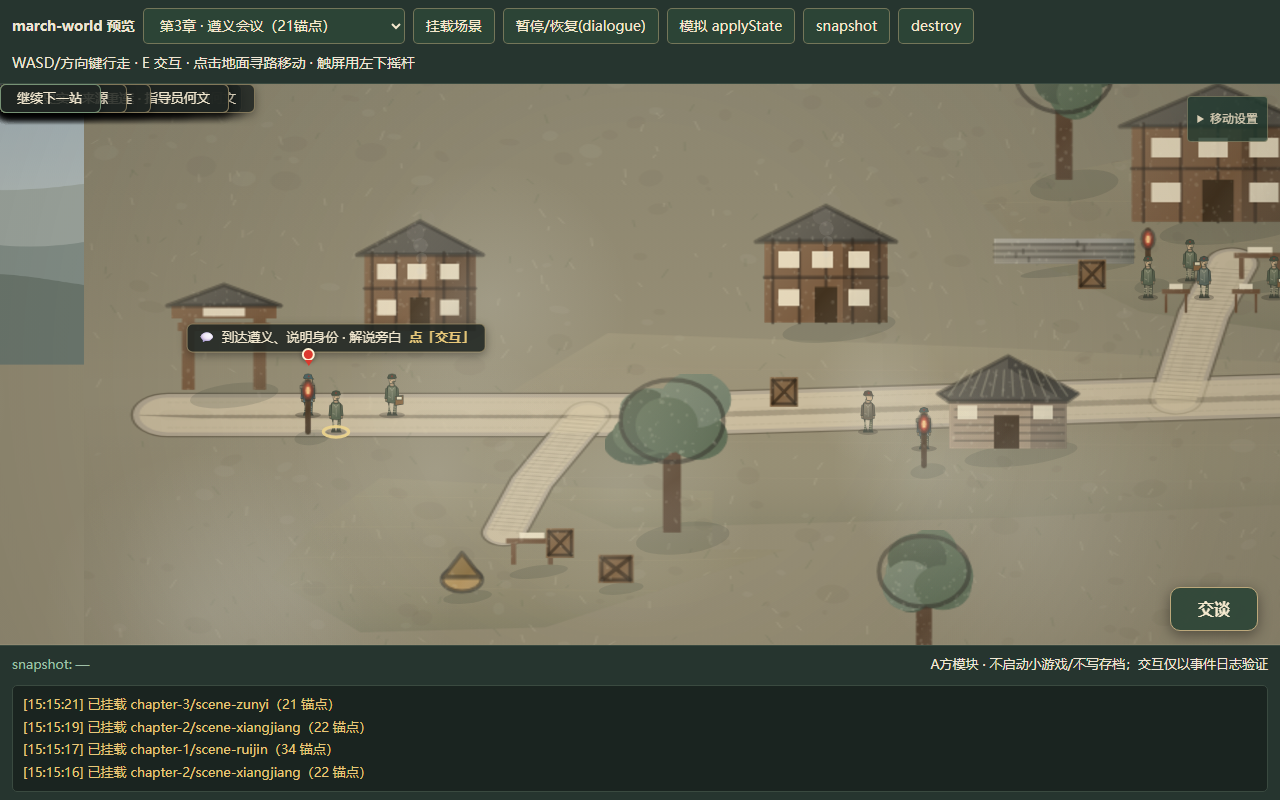 march-world 预览
第3章 · 遵义会议（21锚点）
挂载场景
暂停/恢复(dialogue)
模拟 applyState
snapshot
destroy
WASD/方向键行走 · E 交互 · 点击地面寻路移动 · 触屏用左下摇杆
继续下一站
指导员何文
文
▸ 移动设置
到达遵义、说明身份 · 解说旁白 点「交互」
交谈
snapshot: —
A方模块 · 不启动小游戏/不写存档；交互仅以事件日志验证
[15:15:21] 已挂载 chapter-3/scene-zunyi（21 锚点）
[15:15:19] 已挂载 chapter-2/scene-xiangjiang（22 锚点）
[15:15:17] 已挂载 chapter-1/scene-ruijin（34 锚点）
[15:15:16] 已挂载 chapter-2/scene-xiangjiang（22 锚点）